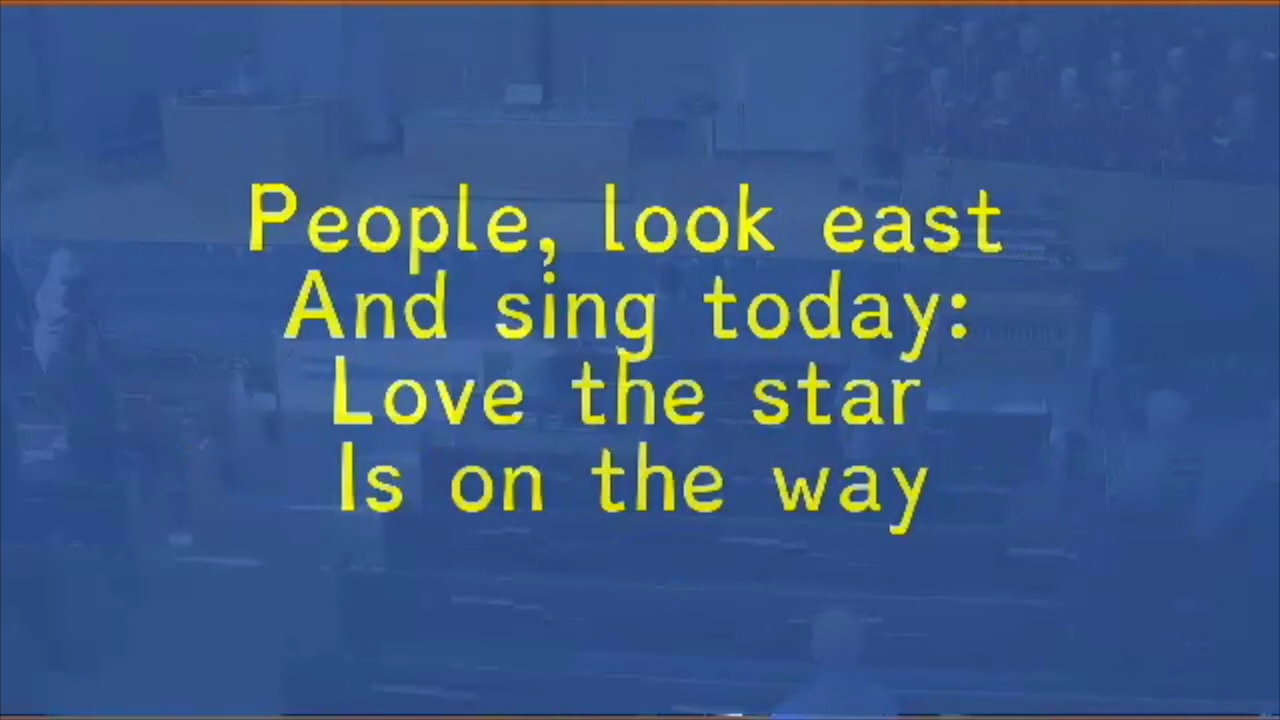 People, look east
And sing today:
Love the star
Is on the way